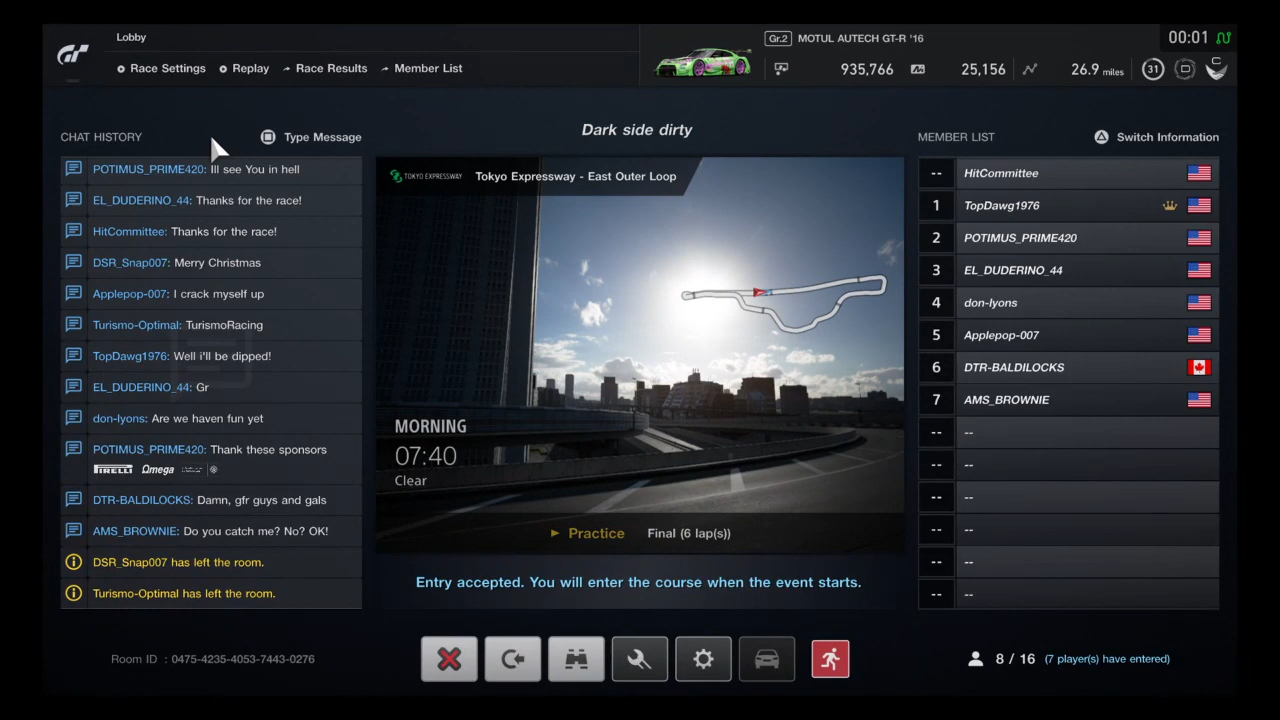 Lobby
Gr.2 MOTUL AUTECH GT-R '16
00:01
Race Settings Replay Race Results Member List
935,766 25,156 26.9 miles 31 C
CHAT HISTORY Type Message
Dark side dirty
MEMBER LIST Switch Information
POTIMUS_PRIME420: Ill see You in hell
EL_DUDERINO_44: Thanks for the race!
HitCommittee: Thanks for the race!
DSR_Snap007: Merry Christmas
Applepop-007: I crack myself up
Turismo-Optimal: TurismoRacing
TopDawg1976: Well i'll be dipped!
EL_DUDERINO_44: Gr
don-lyons: Are we haven fun yet
POTIMUS_PRIME420: Thank these sponsors
PIRELLI Ωmega
DTR-BALDILOCKS: Damn, gfr guys and gals
AMS_BROWNIE: Do you catch me? No? OK!
DSR_Snap007 has left the room.
Turismo-Optimal has left the room.
TOKYO EXPRESSWAY Tokyo Expressway - East Outer Loop
MORNING
07:40
Clear
Practice Final (6 lap(s))
Entry accepted. You will enter the course when the event starts.
-- HitCommittee
1 TopDawg1976
2 POTIMUS_PRIME420
3 EL_DUDERINO_44
4 don-lyons
5 Applepop-007
6 DTR-BALDILOCKS
7 AMS_BROWNIE
-- --
-- --
-- --
-- --
-- --
-- --
Room ID : 0475-4235-4053-7443-0276
8 / 16 (7 player(s) have entered)